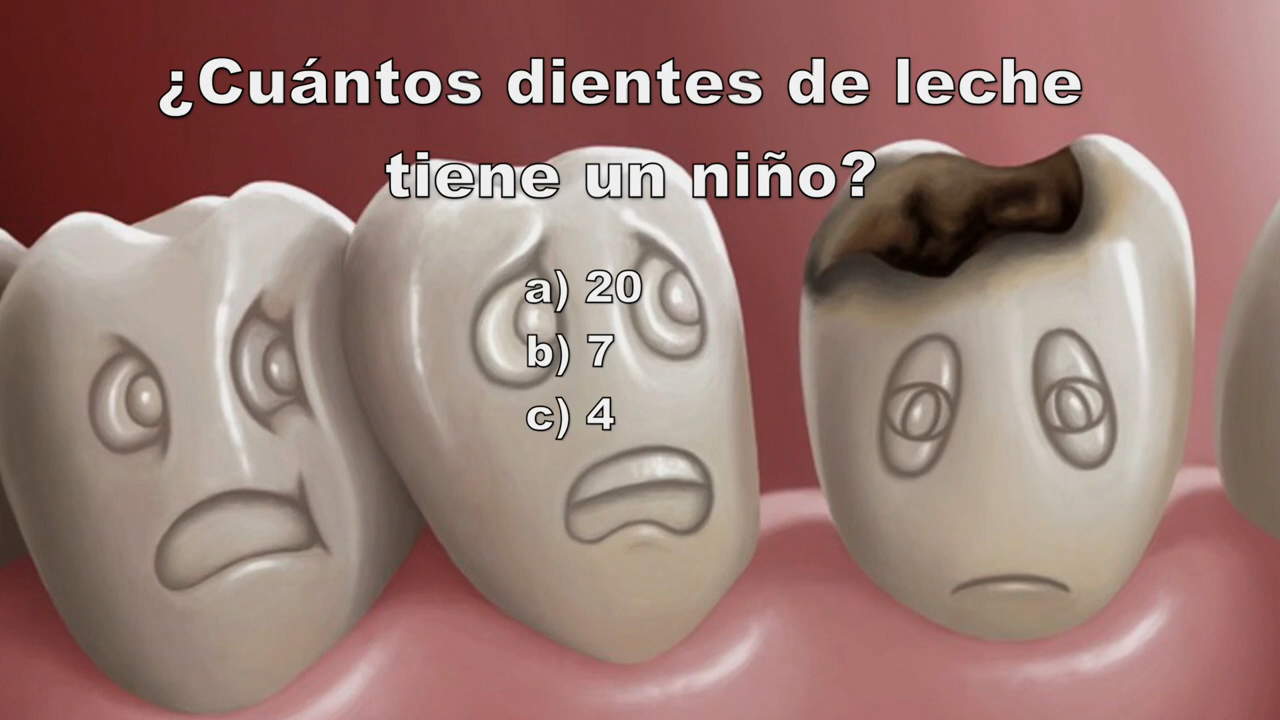 ¿Cuántos dientes de leche
tiene un niño?
a) 20
b) 7
c) 4